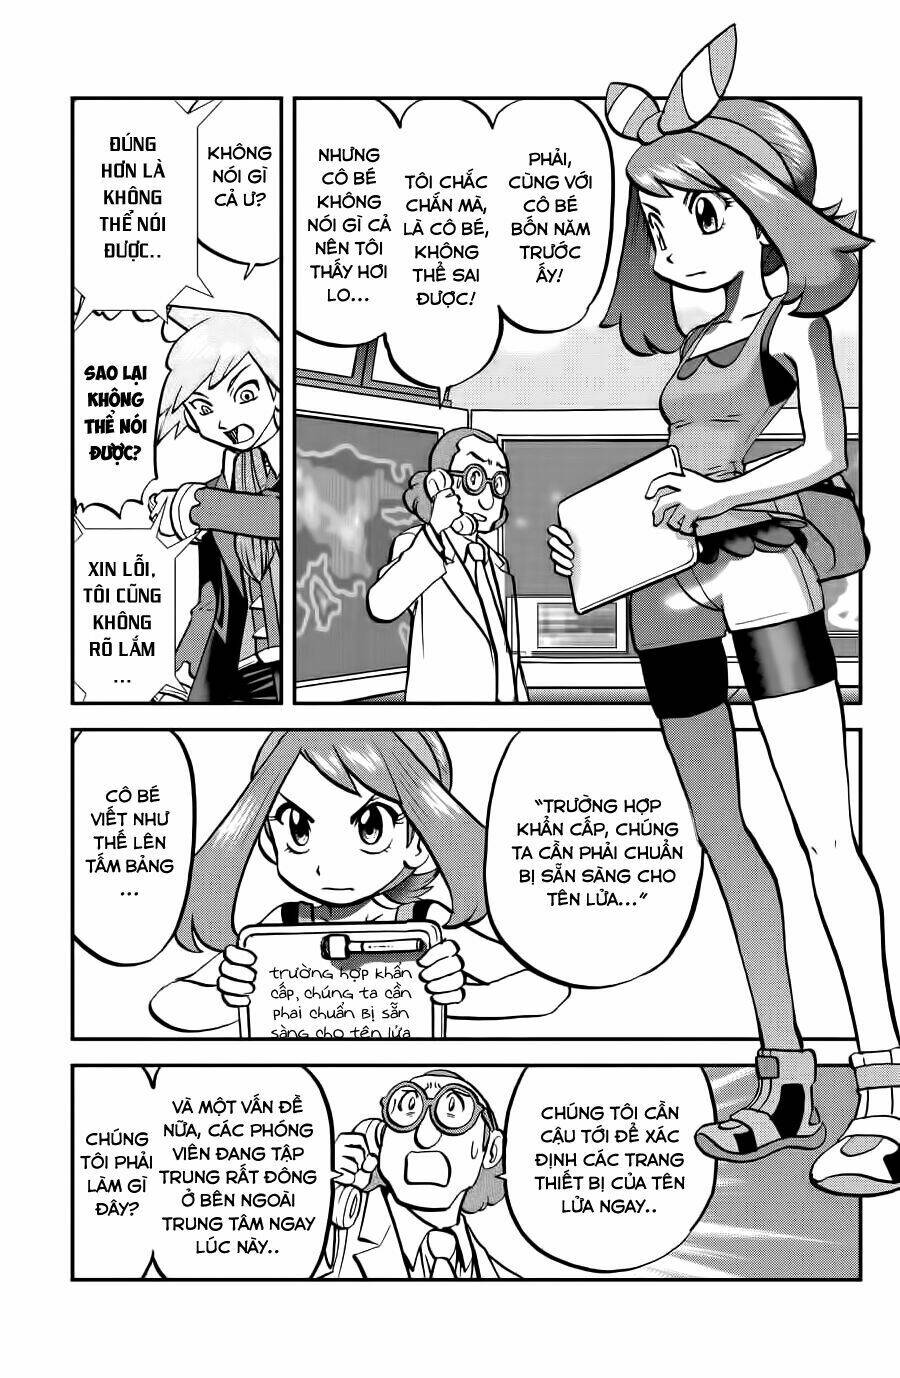 PHẢI,
CÙNG VỚI
CÔ BÉ
BỐN NĂM
TRƯỚC
ẤY!
TÔI CHẮC
CHẮN MÀ,
LÀ CÔ BÉ,
KHÔNG
THỂ SAI
ĐƯỢC!
NHƯNG
CÔ BÉ
KHÔNG
NÓI GÌ CẢ
NÊN TÔI
THẤY HƠI
LO...
KHÔNG
NÓI GÌ
CẢ Ư?
ĐÚNG
HƠN LÀ
KHÔNG
THỂ NÓI
ĐƯỢC..
SAO LẠI
KHÔNG
THỂ NÓI
ĐƯỢC?
XIN LỖI,
TÔI CŨNG
KHÔNG
RÕ LẮM
...
"TRƯỜNG HỢP
KHẨN CẤP, CHÚNG
TA CẦN PHẢI CHUẨN
BỊ SẴN SÀNG CHO
TÊN LỬA..."
CÔ BÉ
VIẾT NHƯ
THẾ LÊN
TẤM BẢNG
...
trường hợp khẩn
cấp, chúng ta cần
phai chuẩn bị sẵn
sàng cho tên lửa
CHÚNG TÔI CẦN
CẬU TỚI ĐỂ XÁC
ĐỊNH CÁC TRANG
THIẾT BỊ CỦA TÊN
LỬA NGAY..
VÀ MỘT VẤN ĐỀ
NỮA, CÁC PHÓNG
VIÊN ĐANG TẬP
TRUNG RẤT ĐÔNG
Ở BÊN NGOÀI
TRUNG TÂM NGAY
LÚC NÀY..
CHÚNG
TÔI PHẢI
LÀM GÌ
ĐÂY?